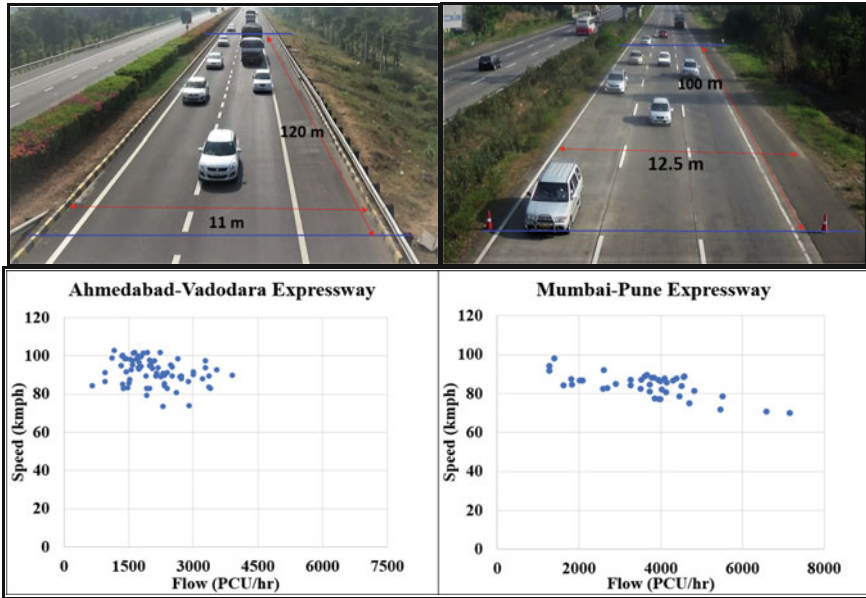 120 m
11 m
100 m
12.5 m
Ahmedabad-Vadodara Expressway
120
100
80
60
40
20
0
Speed (kmph)
0 1500 3000 4500 6000 7500
Flow (PCU/hr)
Mumbai-Pune Expressway
120
100
80
60
40
20
0
Speed (kmph)
0 2000 4000 6000 8000
Flow (PCU/hr)